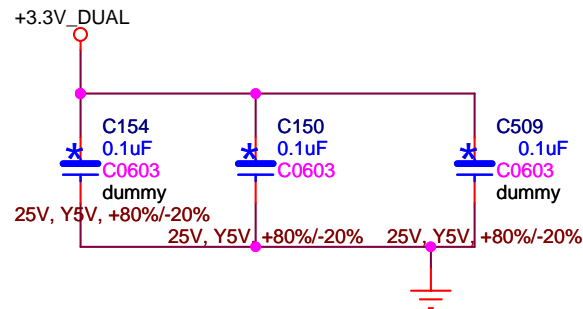 +3.3V_DUAL
C154
0.1uF
C0603
dummy
25V, Y5V, +80%/-20%
C150
0.1uF
C0603
25V, Y5V, +80%/-20%
C509
0.1uF
C0603
dummy
25V, Y5V, +80%/-20%